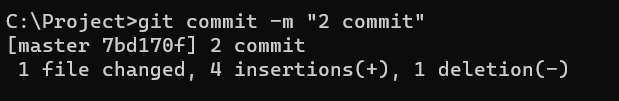 C:\Project>git commit -m "2 commit"
[master 7bd170f] 2 commit
 1 file changed, 4 insertions(+), 1 deletion(-)